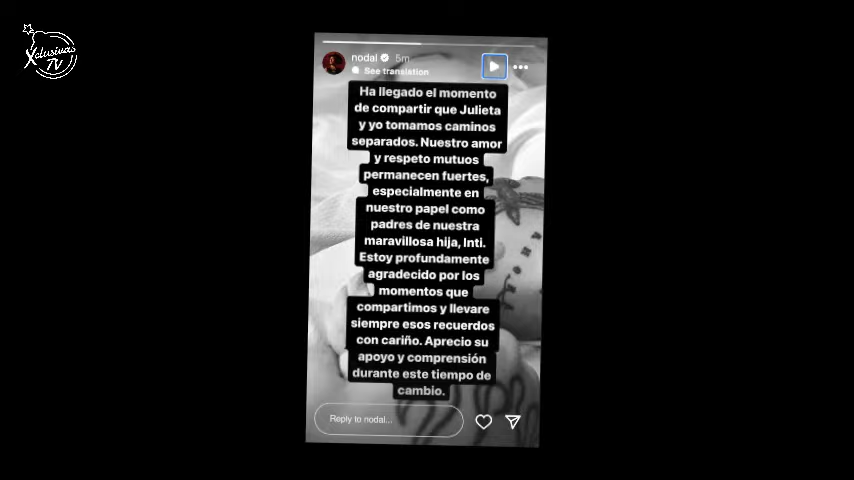 Xclusivas
TV
nodal 5m
See translation
Ha llegado el momento
de compartir que Julieta
y yo tomamos caminos
separados. Nuestro amor
y respeto mutuos
permanecen fuertes,
especialmente en
nuestro papel como
padres de nuestra
maravillosa hija, Inti.
Estoy profundamente
agradecido por los
momentos que
compartimos y llevare
siempre esos recuerdos
con cariño. Aprecio su
apoyo y comprensión
durante este tiempo de
cambio.
Reply to nodal...